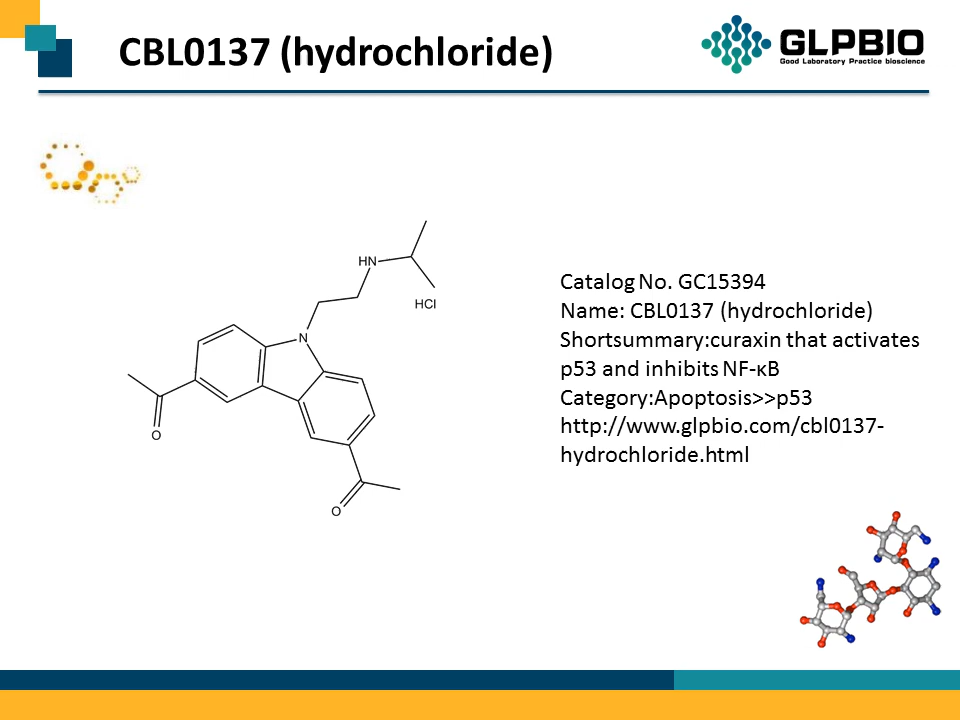 CBL0137 (hydrochloride)
GLPBIO
Good Laboratory Practice bioscience
HN
HCl
N
O
O
Catalog No. GC15394
Name: CBL0137 (hydrochloride)
Shortsummary:curaxin that activates
p53 and inhibits NF-κB
Category:Apoptosis>>p53
http://www.glpbio.com/cbl0137-
hydrochloride.html